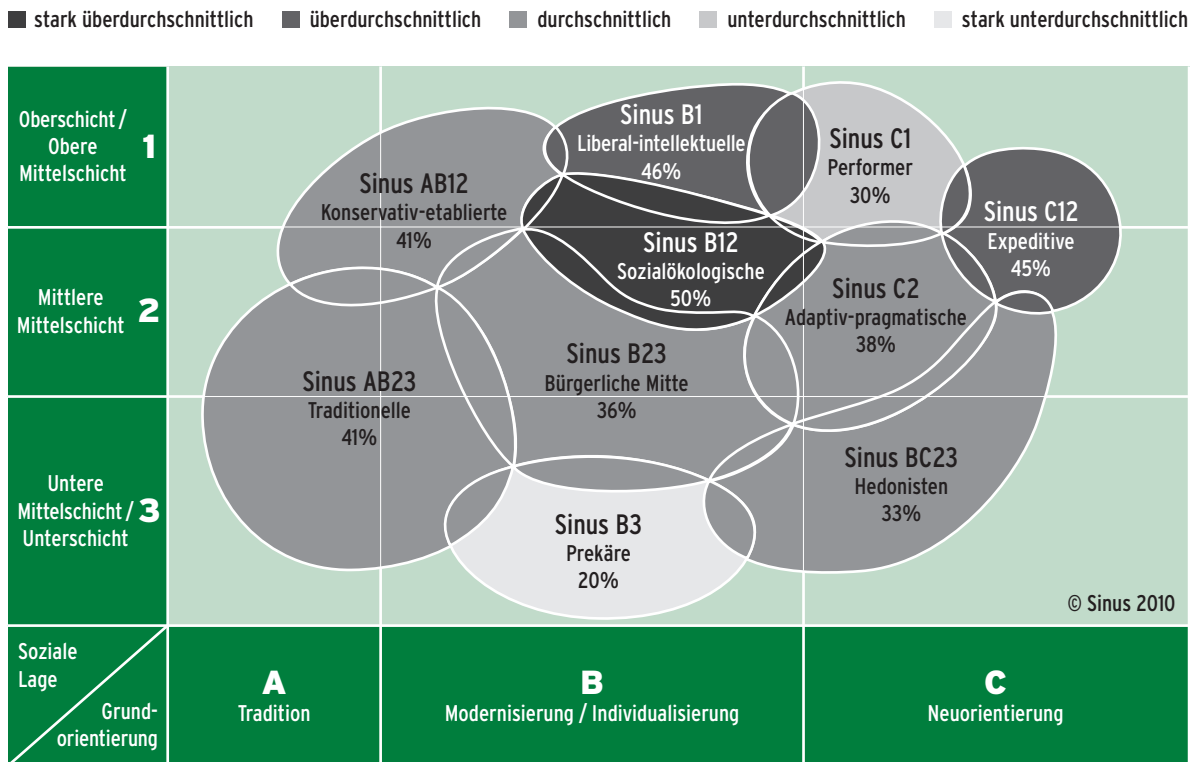 stark überdurchschnittlich
überdurchschnittlich
durchschnittlich
unterdurchschnittlich
stark unterdurchschnittlich
Oberschicht /
Obere
Mittelschicht
1
Mittlere
Mittelschicht
2
Untere
Mittelschicht /
Unterschicht
3
Sinus AB12
Konservativ-etablierte
41%
Sinus B1
Liberal-intellektuelle
46%
Sinus C1
Performer
30%
Sinus C12
Expeditive
45%
Sinus B12
Sozialökologische
50%
Sinus C2
Adaptiv-pragmatische
38%
Sinus AB23
Traditionelle
41%
Sinus B23
Bürgerliche Mitte
36%
Sinus BC23
Hedonisten
33%
Sinus B3
Prekäre
20%
© Sinus 2010
Soziale
Lage
Grund-
orientierung
A
Tradition
B
Modernisierung / Individualisierung
C
Neuorientierung